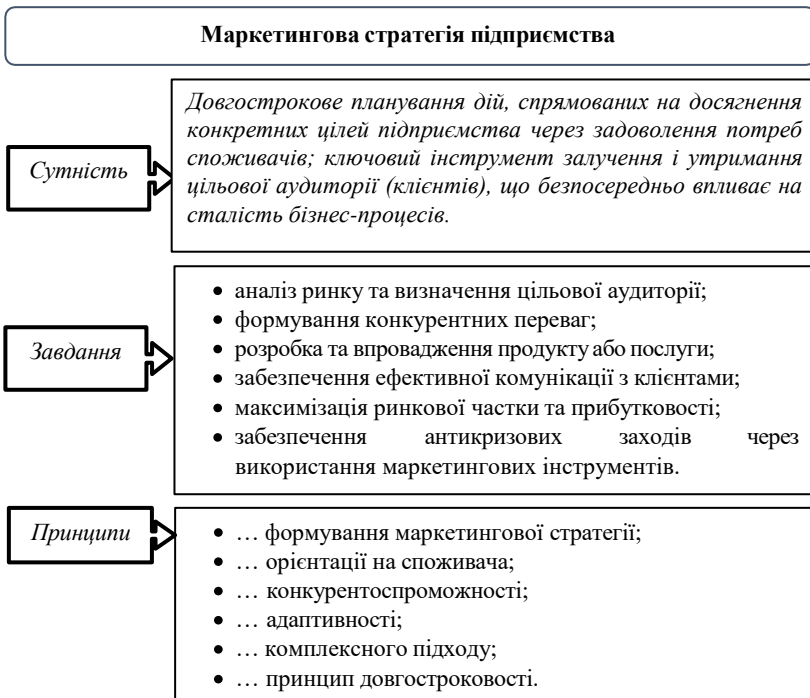 Маркетингова стратегія підприємства
Сутність
Довгострокове планування дій, спрямованих на досягнення
конкретних цілей підприємства через задоволення потреб
споживачів; ключовий інструмент залучення і утримання
цільової аудиторії (клієнтів), що безпосередньо впливає на
сталість бізнес-процесів.
Завдання
• аналіз ринку та визначення цільової аудиторії;
• формування конкурентних переваг;
• розробка та впровадження продукту або послуги;
• забезпечення ефективної комунікації з клієнтами;
• максимізація ринкової частки та прибутковості;
• забезпечення антикризових заходів через
використання маркетингових інструментів.
Принципи
• … формування маркетингової стратегії;
• … орієнтації на споживача;
• … конкурентоспроможності;
• … адаптивності;
• … комплексного підходу;
• … принцип довгостроковості.